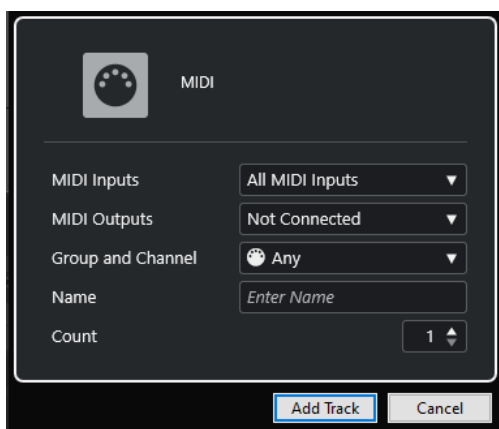 MIDI
MIDI Inputs All MIDI Inputs
MIDI Outputs Not Connected
Group and Channel Any
Name Enter Name
Count 1
Add Track Cancel